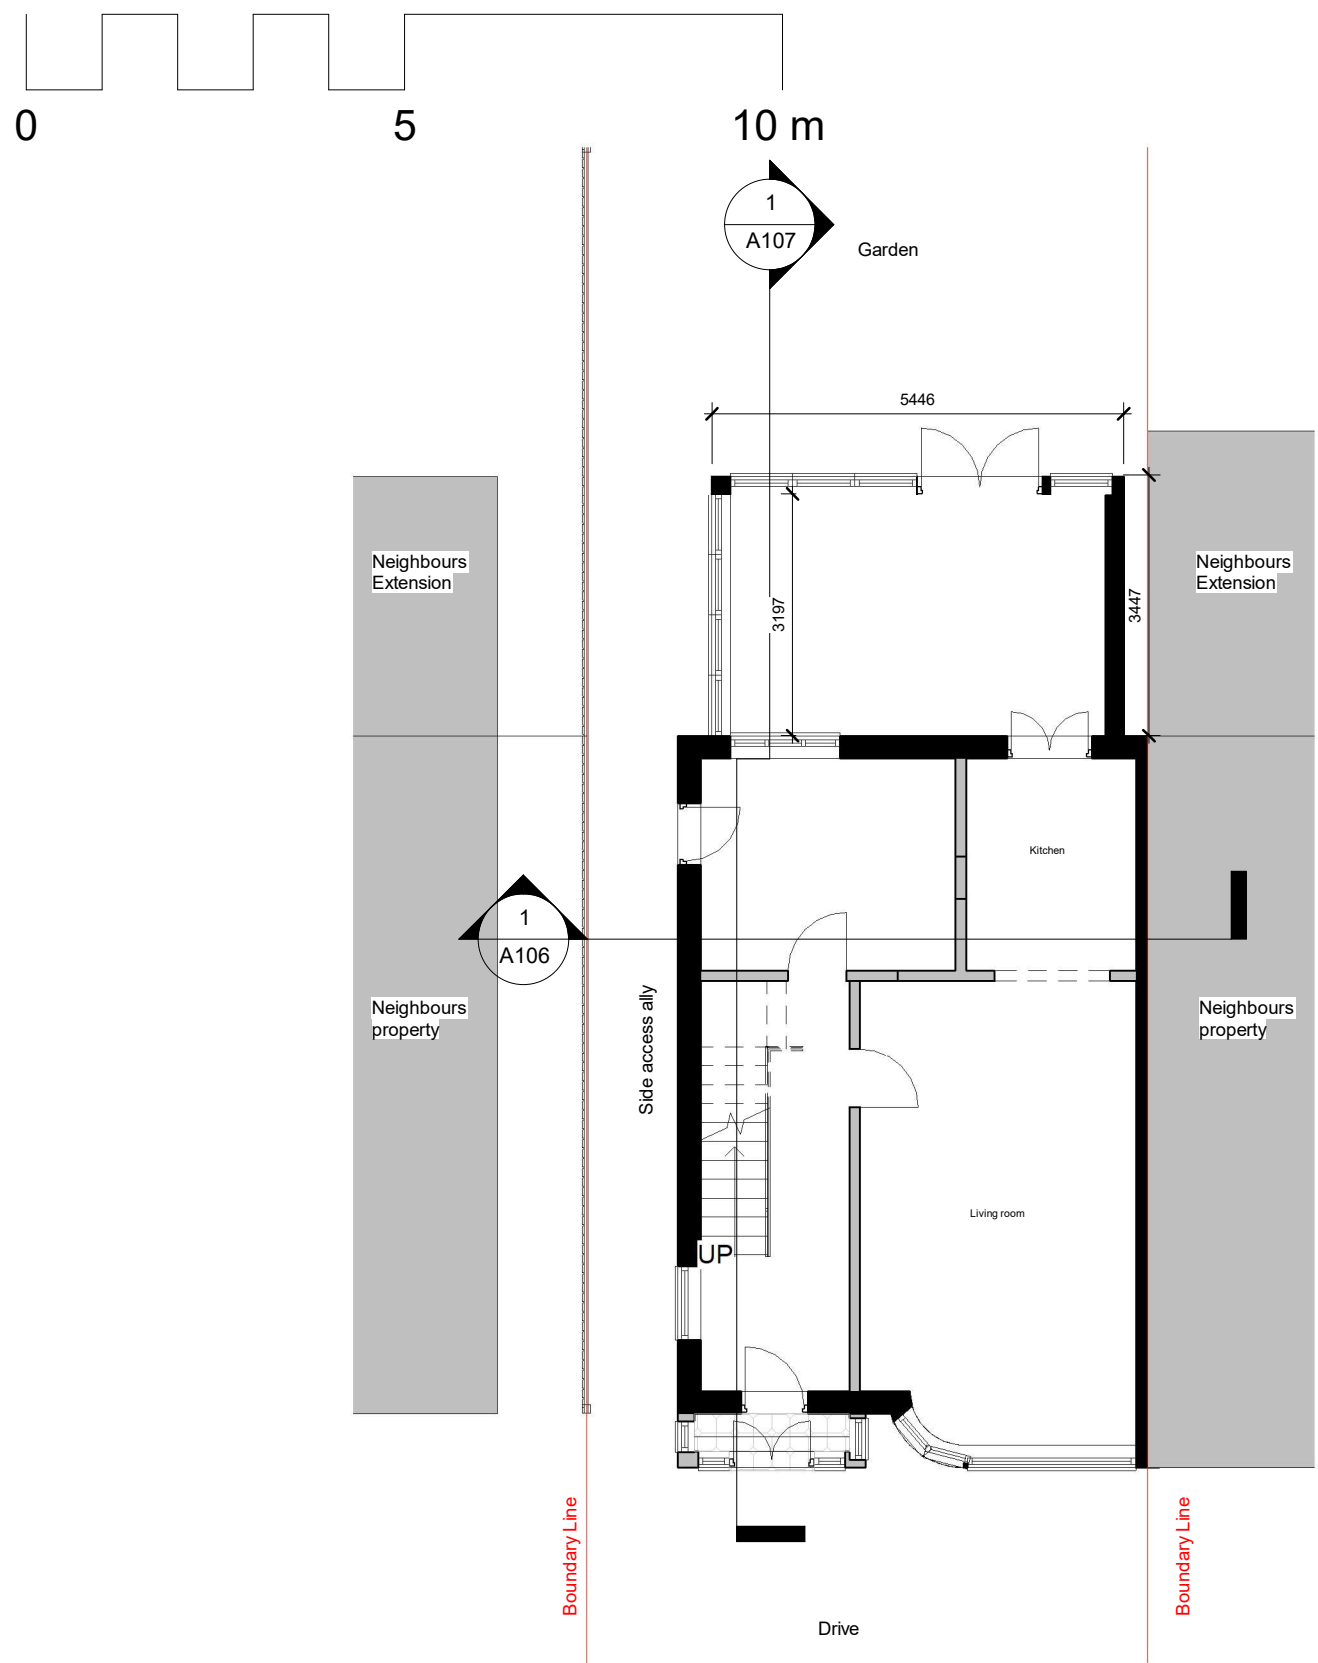 0
5
10 m
1
A107
Garden
5446
Neighbours
Extension
Neighbours
Extension
3197
3447
Kitchen
1
A106
Neighbours
property
Side access ally
Neighbours
property
Living room
UP
Boundary Line
Boundary Line
Drive